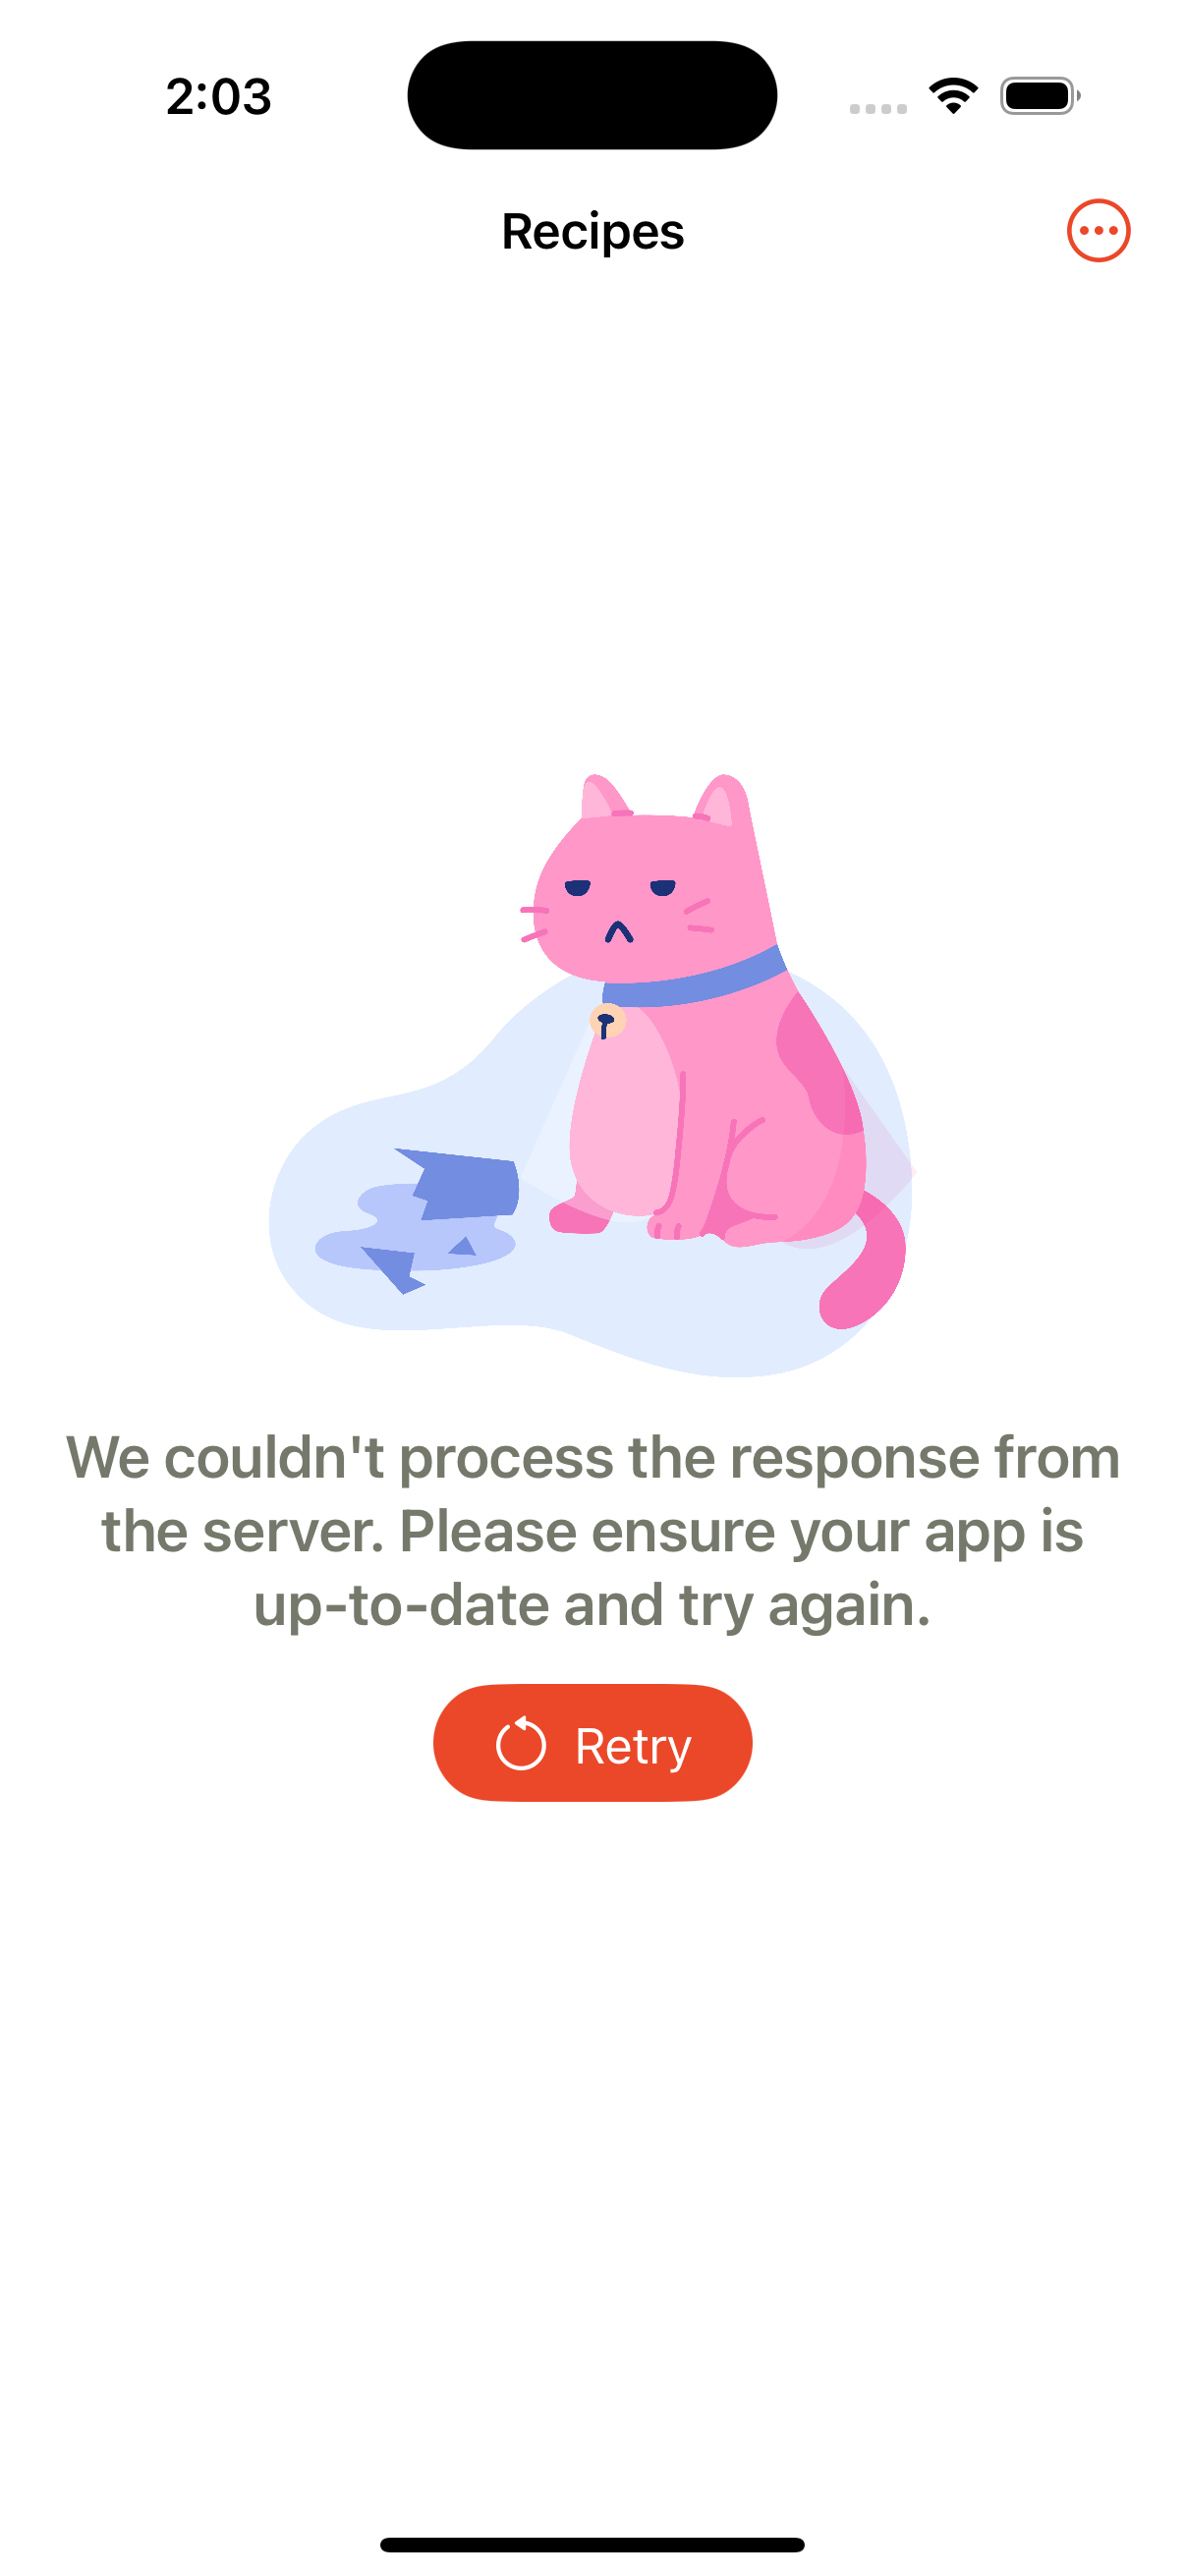 2:03
Recipes
We couldn't process the response from
the server. Please ensure your app is
up-to-date and try again.
Retry